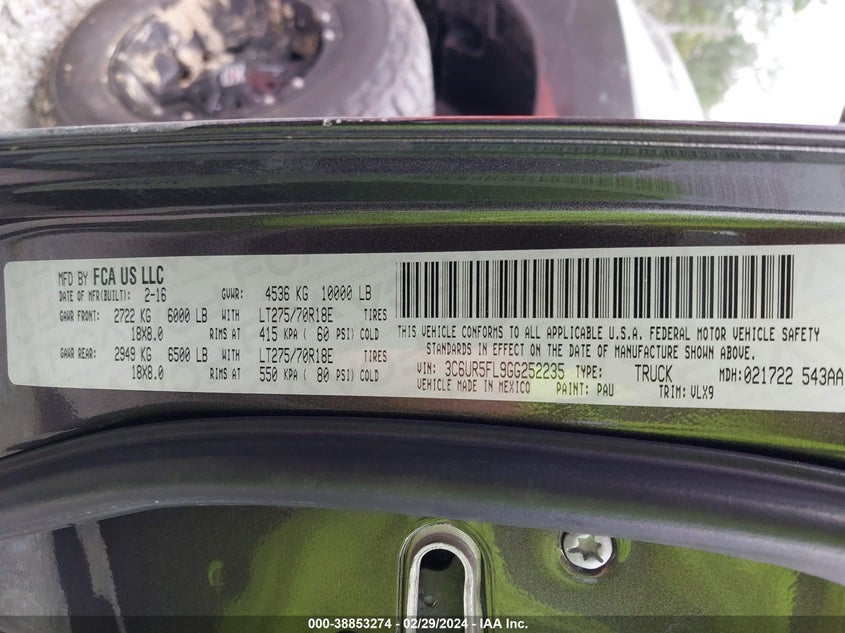 MFD BY FCA US LLC
DATE OF MFR(BUILT): 2-16 GVWR: 4536 KG 10000 LB
GAWR FRONT: 2722 KG 6000 LB WITH LT275/70R18E TIRES
18X8.0 RIMS AT 415 KPA ( 60 PSI) COLD
GAWR REAR: 2949 KG 6500 LB WITH LT275/70R18E TIRES
18X8.0 RIMS AT 550 KPA ( 80 PSI) COLD
THIS VEHICLE CONFORMS TO ALL APPLICABLE U.S.A. FEDERAL MOTOR VEHICLE SAFETY
STANDARDS IN EFFECT ON THE DATE OF MANUFACTURE SHOWN ABOVE.
VIN: 3C6UR5FL9GG252235 TYPE: TRUCK MDH:021722 543AA
VEHICLE MADE IN MEXICO PAINT: PAU TRIM: VLX9
000-38853274 - 02/29/2024 - IAA Inc.